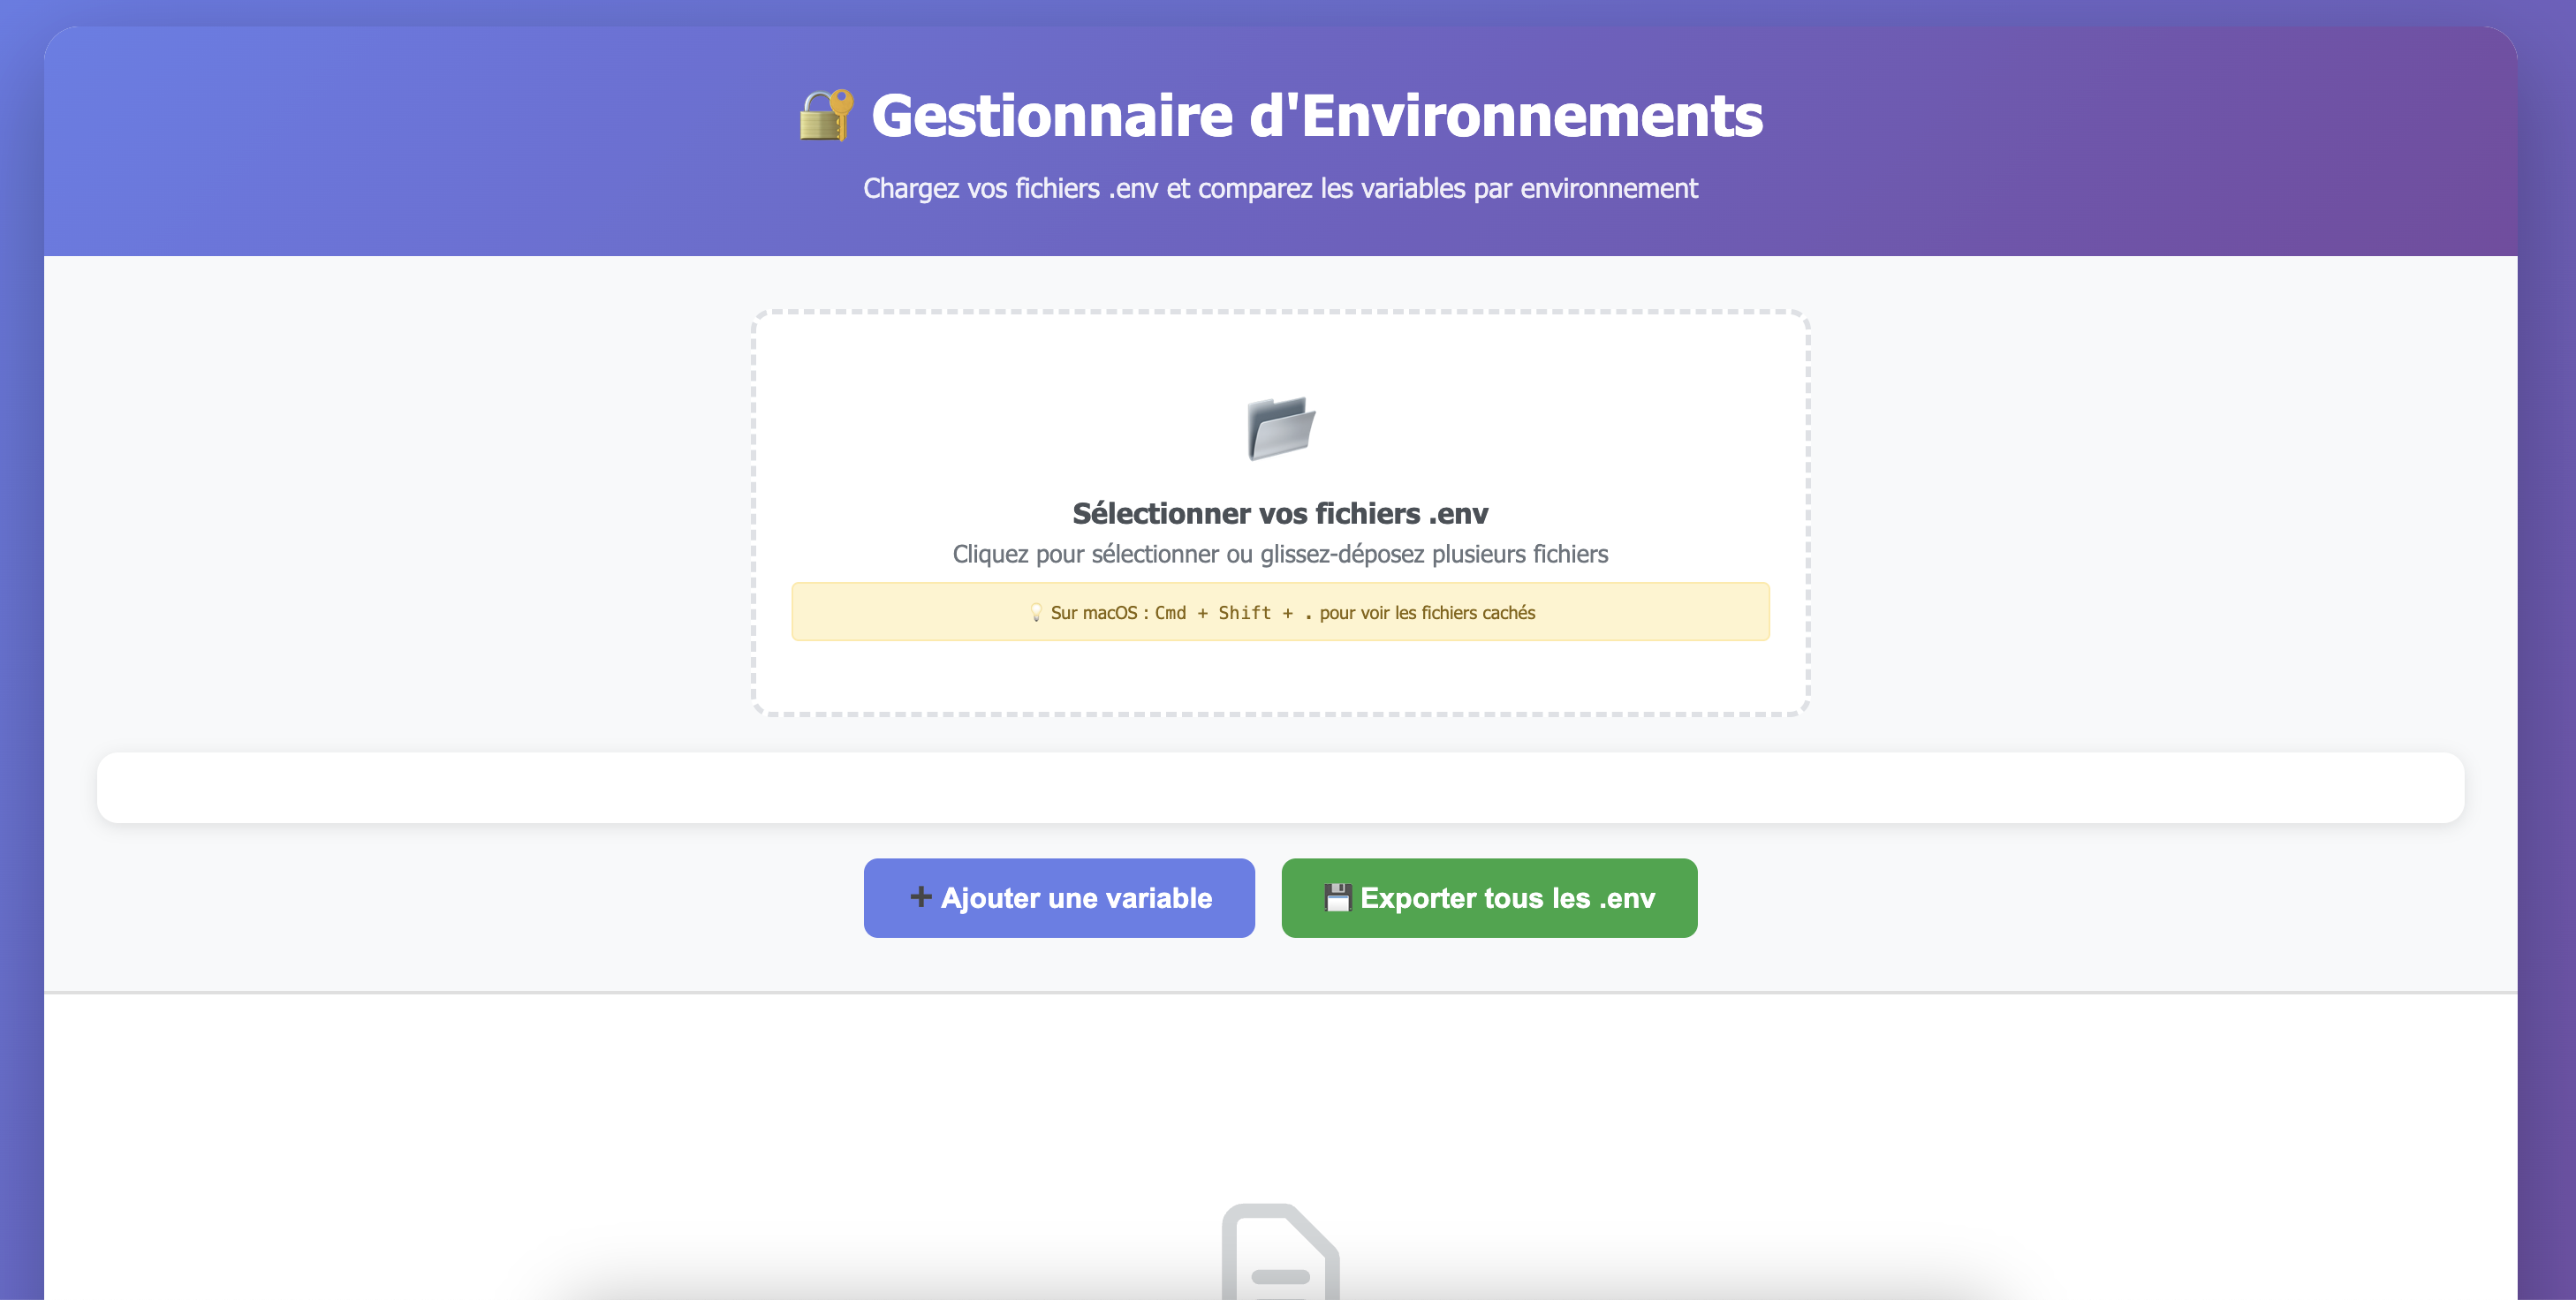 🔐 Gestionnaire d'Environnements
Chargez vos fichiers .env et comparez les variables par environnement
Sélectionner vos fichiers .env
Cliquez pour sélectionner ou glissez-déposez plusieurs fichiers
💡 Sur macOS : Cmd + Shift + . pour voir les fichiers cachés
➕ Ajouter une variable
💾 Exporter tous les .env